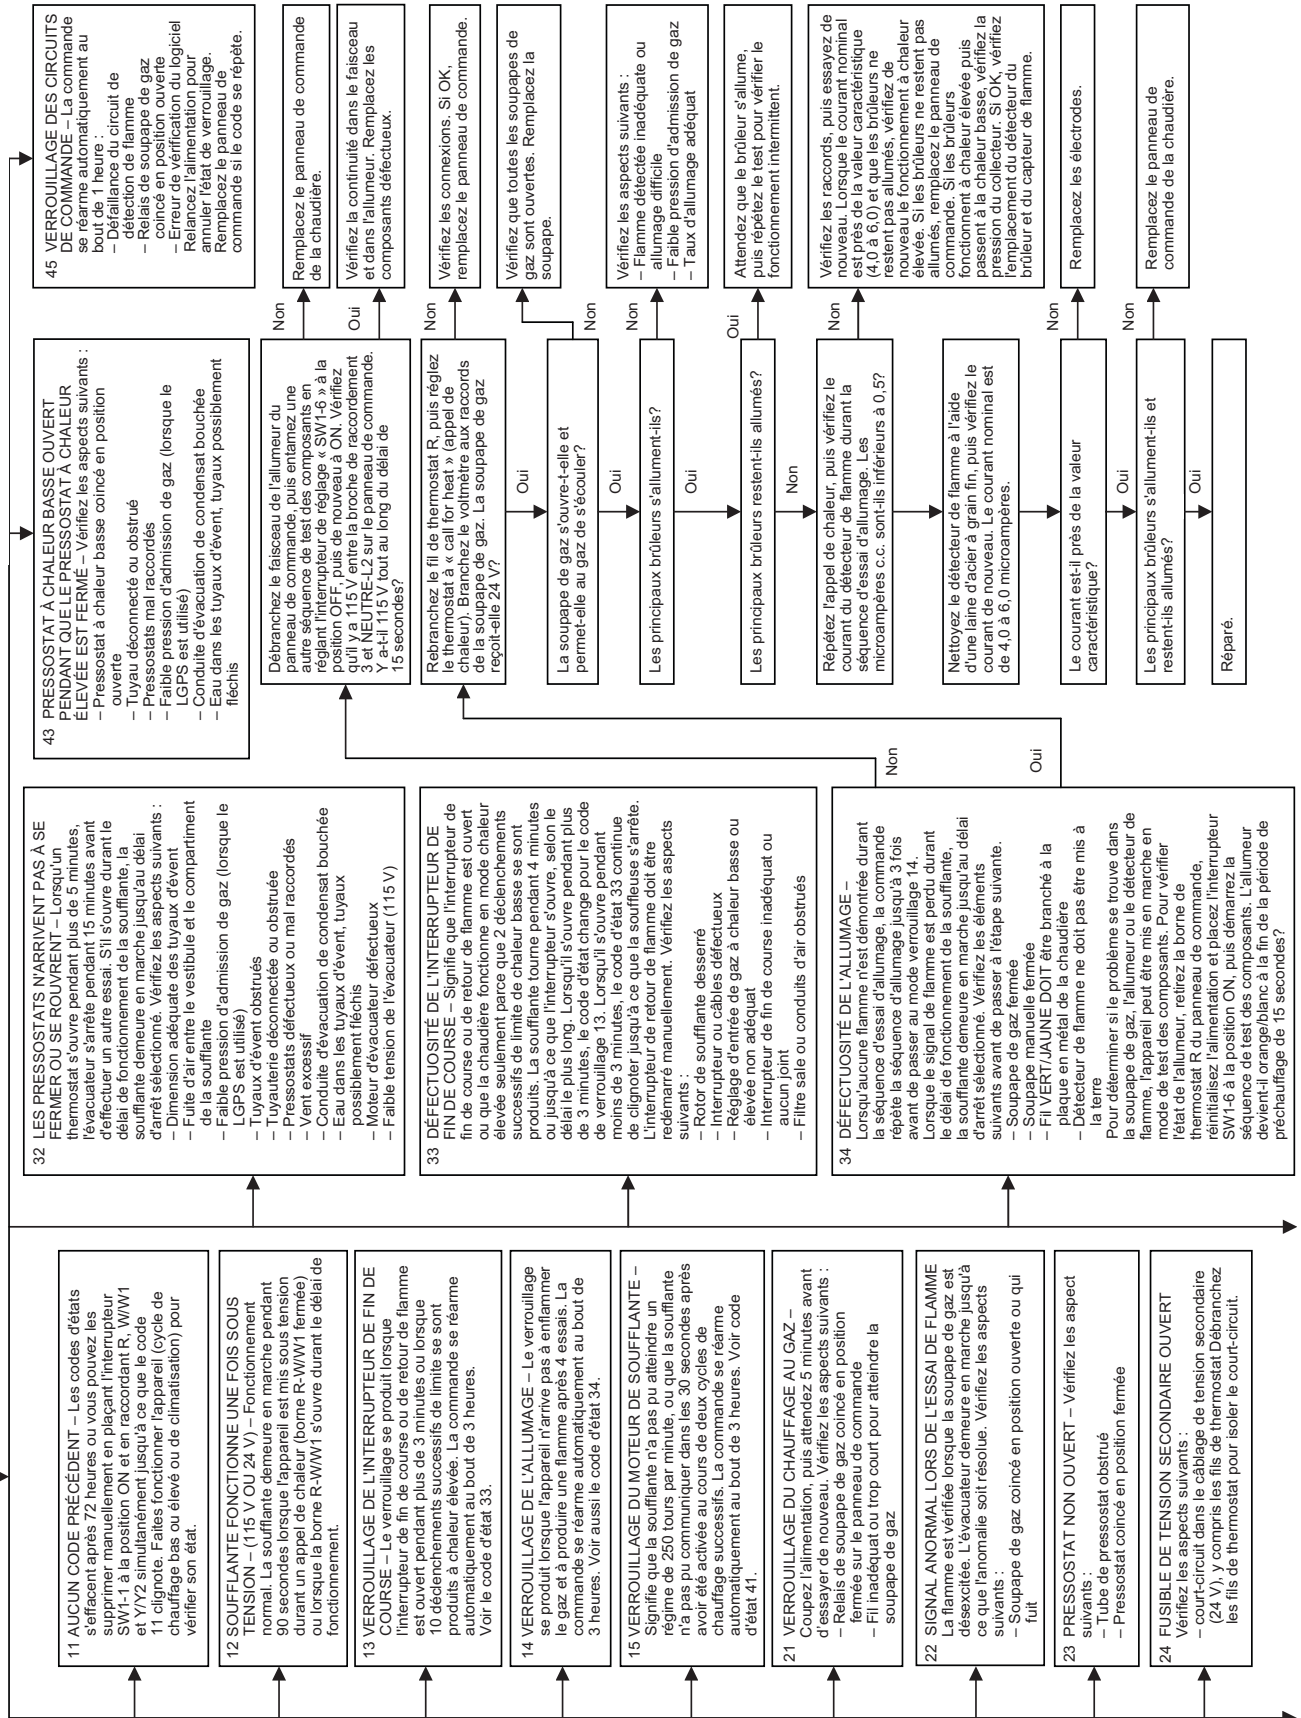 11 AUCUN CODE PRÉCÉDENT – Les codes d'états
s'effacent après 72 heures ou vous pouvez les
supprimer manuellement en plaçant l'interrupteur
SW1-1 à la position ON et en raccordant R, W/W1
et Y/Y2 simultanément jusqu'à ce que le code
11 clignote. Faites fonctionner l'appareil (cycle de
chauffage bas ou élevé ou de climatisation) pour
vérifier son état.
12 SOUFFLANTE FONCTIONNE UNE FOIS SOUS
TENSION – (115 V OU 24 V) – Fonctionnement
normal. La soufflante demeure en marche pendant
90 secondes lorsque l'appareil est mis sous tension
durant un appel de chaleur (borne R-W/W1 fermée)
ou lorsque la borne R-W/W1 s'ouvre durant le délai de
fonctionnement.
13 VERROUILLAGE DE L'INTERRUPTEUR DE FIN DE
COURSE – Le verrouillage se produit lorsque
l'interrupteur de fin de course ou de retour de flamme
est ouvert pendant plus de 3 minutes ou lorsque
10 déclenchements successifs de limite se sont
produits à chaleur élevée. La commande se réarme
automatiquement au bout de 3 heures.
Voir le code d'état 33.
14 VERROUILLAGE DE L'ALLUMAGE – Le verrouillage
se produit lorsque l'appareil n'arrive pas à enflammer
le gaz et à produire une flamme après 4 essais. La
commande se réarme automatiquement au bout de
3 heures. Voir aussi le code d'état 34.
15 VERROUILLAGE DU MOTEUR DE SOUFFLANTE –
Signifie que la soufflante n'a pas pu atteindre un
régime de 250 tours par minute, ou que la soufflante
n'a pas pu communiquer dans les 30 secondes après
avoir été activée au cours de deux cycles de
chauffage successifs. La commande se réarme
automatiquement au bout de 3 heures. Voir code
d'état 41.
21 VERROUILLAGE DU CHAUFFAGE AU GAZ –
Coupez l'alimentation, puis attendez 5 minutes avant
d'essayer de nouveau. Vérifiez les aspects suivants :
– Relais de soupape de gaz coincé en position
fermée sur le panneau de commande
– Fil inadéquat ou trop court pour atteindre la
soupape de gaz
22 SIGNAL ANORMAL LORS DE L'ESSAI DE FLAMME
La flamme est vérifiée lorsque la soupape de gaz est
désexcitée. L'évacuateur demeure en marche jusqu'à
ce que l'anomalie soit résolue. Vérifiez les aspects
suivants :
– Soupape de gaz coincé en position ouverte ou qui
fuit
23 PRESSOSTAT NON OUVERT – Vérifiez les aspect
suivants :
– Tube de pressostat obstrué
– Pressostat coincé en position fermée
24 FUSIBLE DE TENSION SECONDAIRE OUVERT
Vérifiez les aspects suivants :
– court-circuit dans le câblage de tension secondaire
(24 V), y compris les fils de thermostat Débranchez
les fils de thermostat pour isoler le court-circuit.
32 LES PRESSOSTATS N'ARRIVENT PAS À SE
FERMER OU SE ROUVRENT – Lorsqu'un
thermostat s'ouvre pendant plus de 5 minutes,
l'évacuateur s'arrête pendant 15 minutes avant
d'effectuer un autre essai. S'il s'ouvre durant le
délai de fonctionnement de la soufflante, la
soufflante demeure en marche jusqu'au délai
d'arrêt sélectionné. Vérifiez les aspects suivants :
– Dimension adéquate des tuyaux d'évent
– Fuite d'air entre le vestibule et le compartiment
de la soufflante
– Faible pression d'admission de gaz (lorsque le
LGPS est utilisé)
– Tuyaux d'évent obstrués
– Tuyauterie déconnectée ou obstruée
– Pressostats défectueux ou mal raccordés
– Vent excessif
– Conduite d'évacuation de condensat bouchée
– Eau dans les tuyaux d'évent, tuyaux
possiblement fléchis
– Moteur d'évacuateur défectueux
– Faible tension de l'évacuateur (115 V)
33 DÉFECTUOSITÉ DE L'INTERRUPTEUR DE
FIN DE COURSE – Signifie que l'interrupteur de
fin de course ou de retour de flamme est ouvert
ou que la chaudière fonctionne en mode chaleur
élevée seulement parce que 2 déclenchements
successifs de limite de chaleur basse se sont
produits. La soufflante tourne pendant 4 minutes
ou jusqu'à ce que l'interrupteur s'ouvre, selon le
délai le plus long. Lorsqu'il s'ouvre pendant plus
de 3 minutes, le code d'état change pour le code
de verrouillage 13. Lorsqu'il s'ouvre pendant
moins de 3 minutes, le code d'état 33 continue
de clignoter jusqu'à ce que la souffleuse s'arrête.
L'interrupteur de retour de flamme doit être
redémarré manuellement. Vérifiez les aspects
suivants :
– Rotor de soufflante desserré
– Interrupteur ou câbles défectueux
– Réglage d'entrée de gaz à chaleur basse ou
élevée non adéquat
– Interrupteur de fin de course inadéquat ou
aucun joint
– Filtre sale ou conduits d'air obstrués
34 DÉFECTUOSITÉ DE L'ALLUMAGE –
Lorsqu'aucune flamme n'est démontrée durant
la séquence d'essai d'allumage, la commande
répète la séquence d'allumage jusqu'à 3 fois
avant de passer au mode verrouillage 14.
Lorsque le signal de flamme est perdu durant
le délai de fonctionnement de la soufflante,
la soufflante demeure en marche jusqu'au délai
d'arrêt sélectionné. Vérifiez les éléments
suivants avant de passer à l'étape suivante.
– Soupape de gaz fermée
– Soupape manuelle fermée
– Fil VERT/JAUNE DOIT être branché à la
plaque en métal de la chaudière
– Détecteur de flamme ne doit pas être mis à
la terre
Pour déterminer si le problème se trouve dans
la soupape de gaz, l'allumeur ou le détecteur de
flamme, l'appareil peut être mis en marche en
mode de test des composants. Pour vérifier
l'état de l'allumeur, retirez la borne de
thermostat R du panneau de commande,
réinitialisez l'alimentation et placez l'interrupteur
SW1-6 à la position ON, puis démarrez la
séquence de test des composants. L'allumeur
devient-il orange/blanc à la fin de la période de
préchauffage de 15 secondes?
Non
Oui
43 PRESSOSTAT À CHALEUR BASSE OUVERT
PENDANT QUE LE PRESSOSTAT À CHALEUR
ÉLEVÉE EST FERMÉ – Vérifiez les aspects suivants :
– Pressostat à chaleur basse coincé en position
ouverte
– Tuyau déconnecté ou obstrué
– Pressostats mal raccordés
– Faible pression d'admission de gaz (lorsque le
LGPS est utilisé)
– Conduite d'évacuation de condensat bouchée
– Eau dans les tuyaux d'évent, tuyaux possiblement
fléchis
Débranchez le faisceau de l'allumeur du
panneau de commande, puis entamez une
autre séquence de test des composants en
réglant l'interrupteur de réglage « SW1-6 » à la
position OFF, puis de nouveau à ON. Vérifiez
qu'il y a 115 V entre la broche de raccordement
3 et NEUTRE-L2 sur le panneau de commande.
Y a-t-il 115 V tout au long du délai de
15 secondes?
Non
Oui
Rebranchez le fil de thermostat R, puis réglez
le thermostat à « call for heat » (appel de
chaleur). Branchez le voltmètre aux raccords
de la soupape de gaz. La soupape de gaz
reçoit-elle 24 V?
Non
Oui
La soupape de gaz s'ouvre-t-elle et
permet-elle au gaz de s'écouler?
Non
Oui
Les principaux brûleurs s'allument-ils?
Non
Oui
Les principaux brûleurs restent-ils allumés?
Oui
Non
Répétez l'appel de chaleur, puis vérifiez le
courant du détecteur de flamme durant la
séquence d'essai d'allumage. Les
microampères c.c. sont-ils inférieurs à 0,5?
Non
Nettoyez le détecteur de flamme à l'aide
d'une laine d'acier à grain fin, puis vérifiez le
courant de nouveau. Le courant nominal est
de 4,0 à 6,0 microampères.
Le courant est-il près de la valeur
caractéristique?
Non
Oui
Les principaux brûleurs s'allument-ils et
restent-ils allumés?
Non
Oui
Réparé.
45 VERROUILLAGE DES CIRCUITS
DE COMMANDE – La commande
se réarme automatiquement au
bout de 1 heure :
– Défaillance du circuit de
détection de flamme
– Relais de soupape de gaz
coincé en position ouverte
– Erreur de vérification du logiciel
Relancez l'alimentation pour
annuler l'état de verrouillage.
Remplacez le panneau de
commande si le code se répète.
Remplacez le panneau de commande
de la chaudière.
Vérifiez la continuité dans le faisceau
et dans l'allumeur. Remplacez les
composants défectueux.
Vérifiez les connexions. Si OK,
remplacez le panneau de commande.
Vérifiez que toutes les soupapes de
gaz sont ouvertes. Remplacez la
soupape.
Vérifiez les aspects suivants :
– Flamme détectée inadéquate ou
allumage difficile
– Faible pression d'admission de gaz
– Taux d'allumage adéquat
Attendez que le brûleur s'allume,
puis répétez le test pour vérifier le
fonctionnement intermittent.
Vérifiez les raccords, puis essayez de
nouveau. Lorsque le courant nominal
est près de la valeur caractéristique
(4,0 à 6,0) et que les brûleurs ne
restent pas allumés, vérifiez de
nouveau le fonctionnement à chaleur
élevée. Si les brûleurs ne restent pas
allumés, remplacez le panneau de
commande. Si les brûleurs
fonctionnent à chaleur élevée puis
passent à la chaleur basse, vérifiez la
pression du collecteur. Si OK, vérifiez
l'emplacement du détecteur du
brûleur et du capteur de flamme.
Remplacez les électrodes.
Remplacez le panneau de
commande de la chaudière.